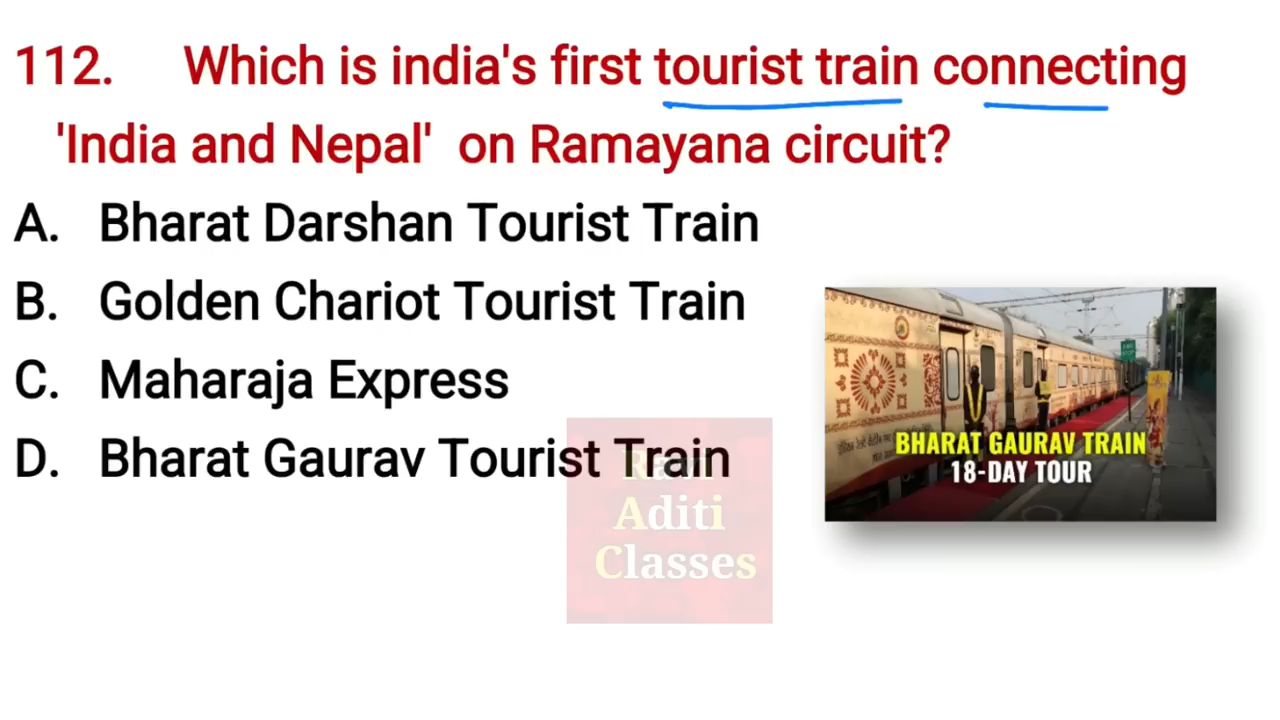 112. Which is india's first tourist train connecting
'India and Nepal' on Ramayana circuit?
A. Bharat Darshan Tourist Train
B. Golden Chariot Tourist Train
C. Maharaja Express
D. Bharat Gaurav Tourist Train
BHARAT GAURAV TRAIN
18-DAY TOUR
Ravi
Aditi
Classes